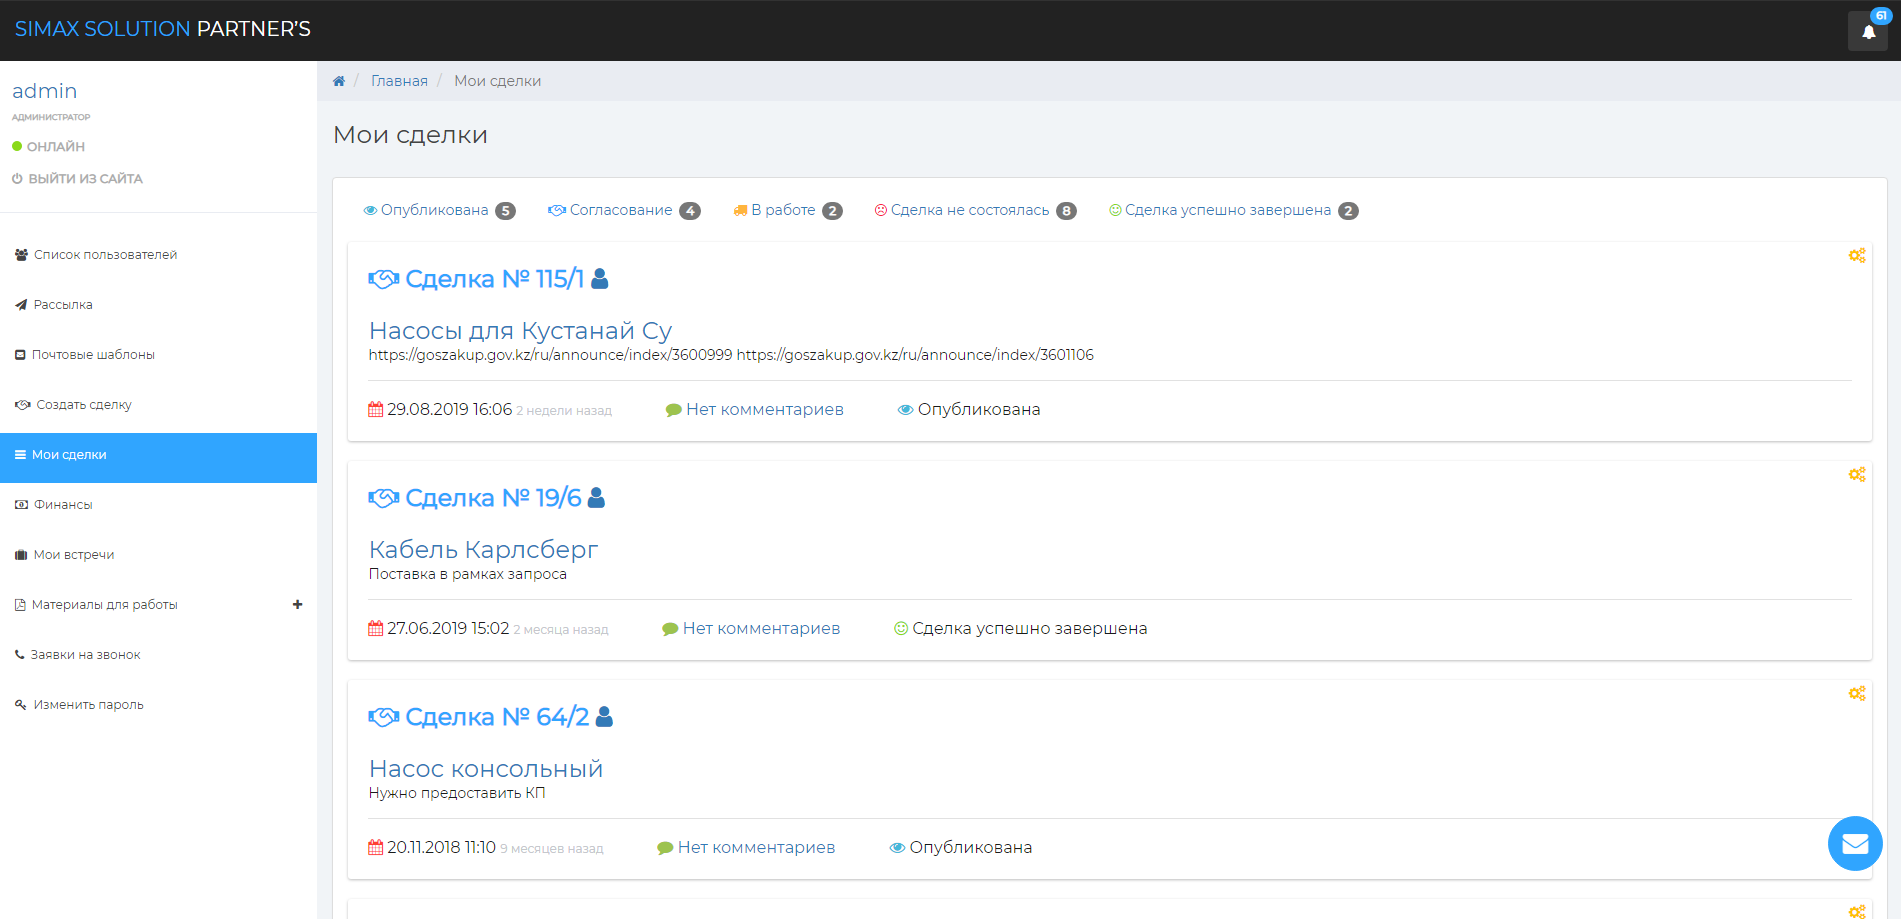 SIMAX SOLUTION PARTNER'S
61
admin
АДМИНИСТРАТОР
ОНЛАЙН
ВЫЙТИ ИЗ САЙТА
Список пользователей
Рассылка
Почтовые шаблоны
Создать сделку
Мои сделки
Финансы
Мои встречи
Материалы для работы
Заявки на звонок
Изменить пароль
/ Главная / Мои сделки
Мои сделки
Опубликована 5 Согласование 4 В работе 2 Сделка не состоялась 8 Сделка успешно завершена 2
Сделка № 115/1
Насосы для Кустанай Су
https://goszakup.gov.kz/ru/announce/index/3600999 https://goszakup.gov.kz/ru/announce/index/3601106
29.08.2019 16:06 2 недели назад Нет комментариев Опубликована
Сделка № 19/6
Кабель Карлсберг
Поставка в рамках запроса
27.06.2019 15:02 2 месяца назад Нет комментариев Сделка успешно завершена
Сделка № 64/2
Насос консольный
Нужно предоставить КП
20.11.2018 11:10 9 месяцев назад Нет комментариев Опубликована